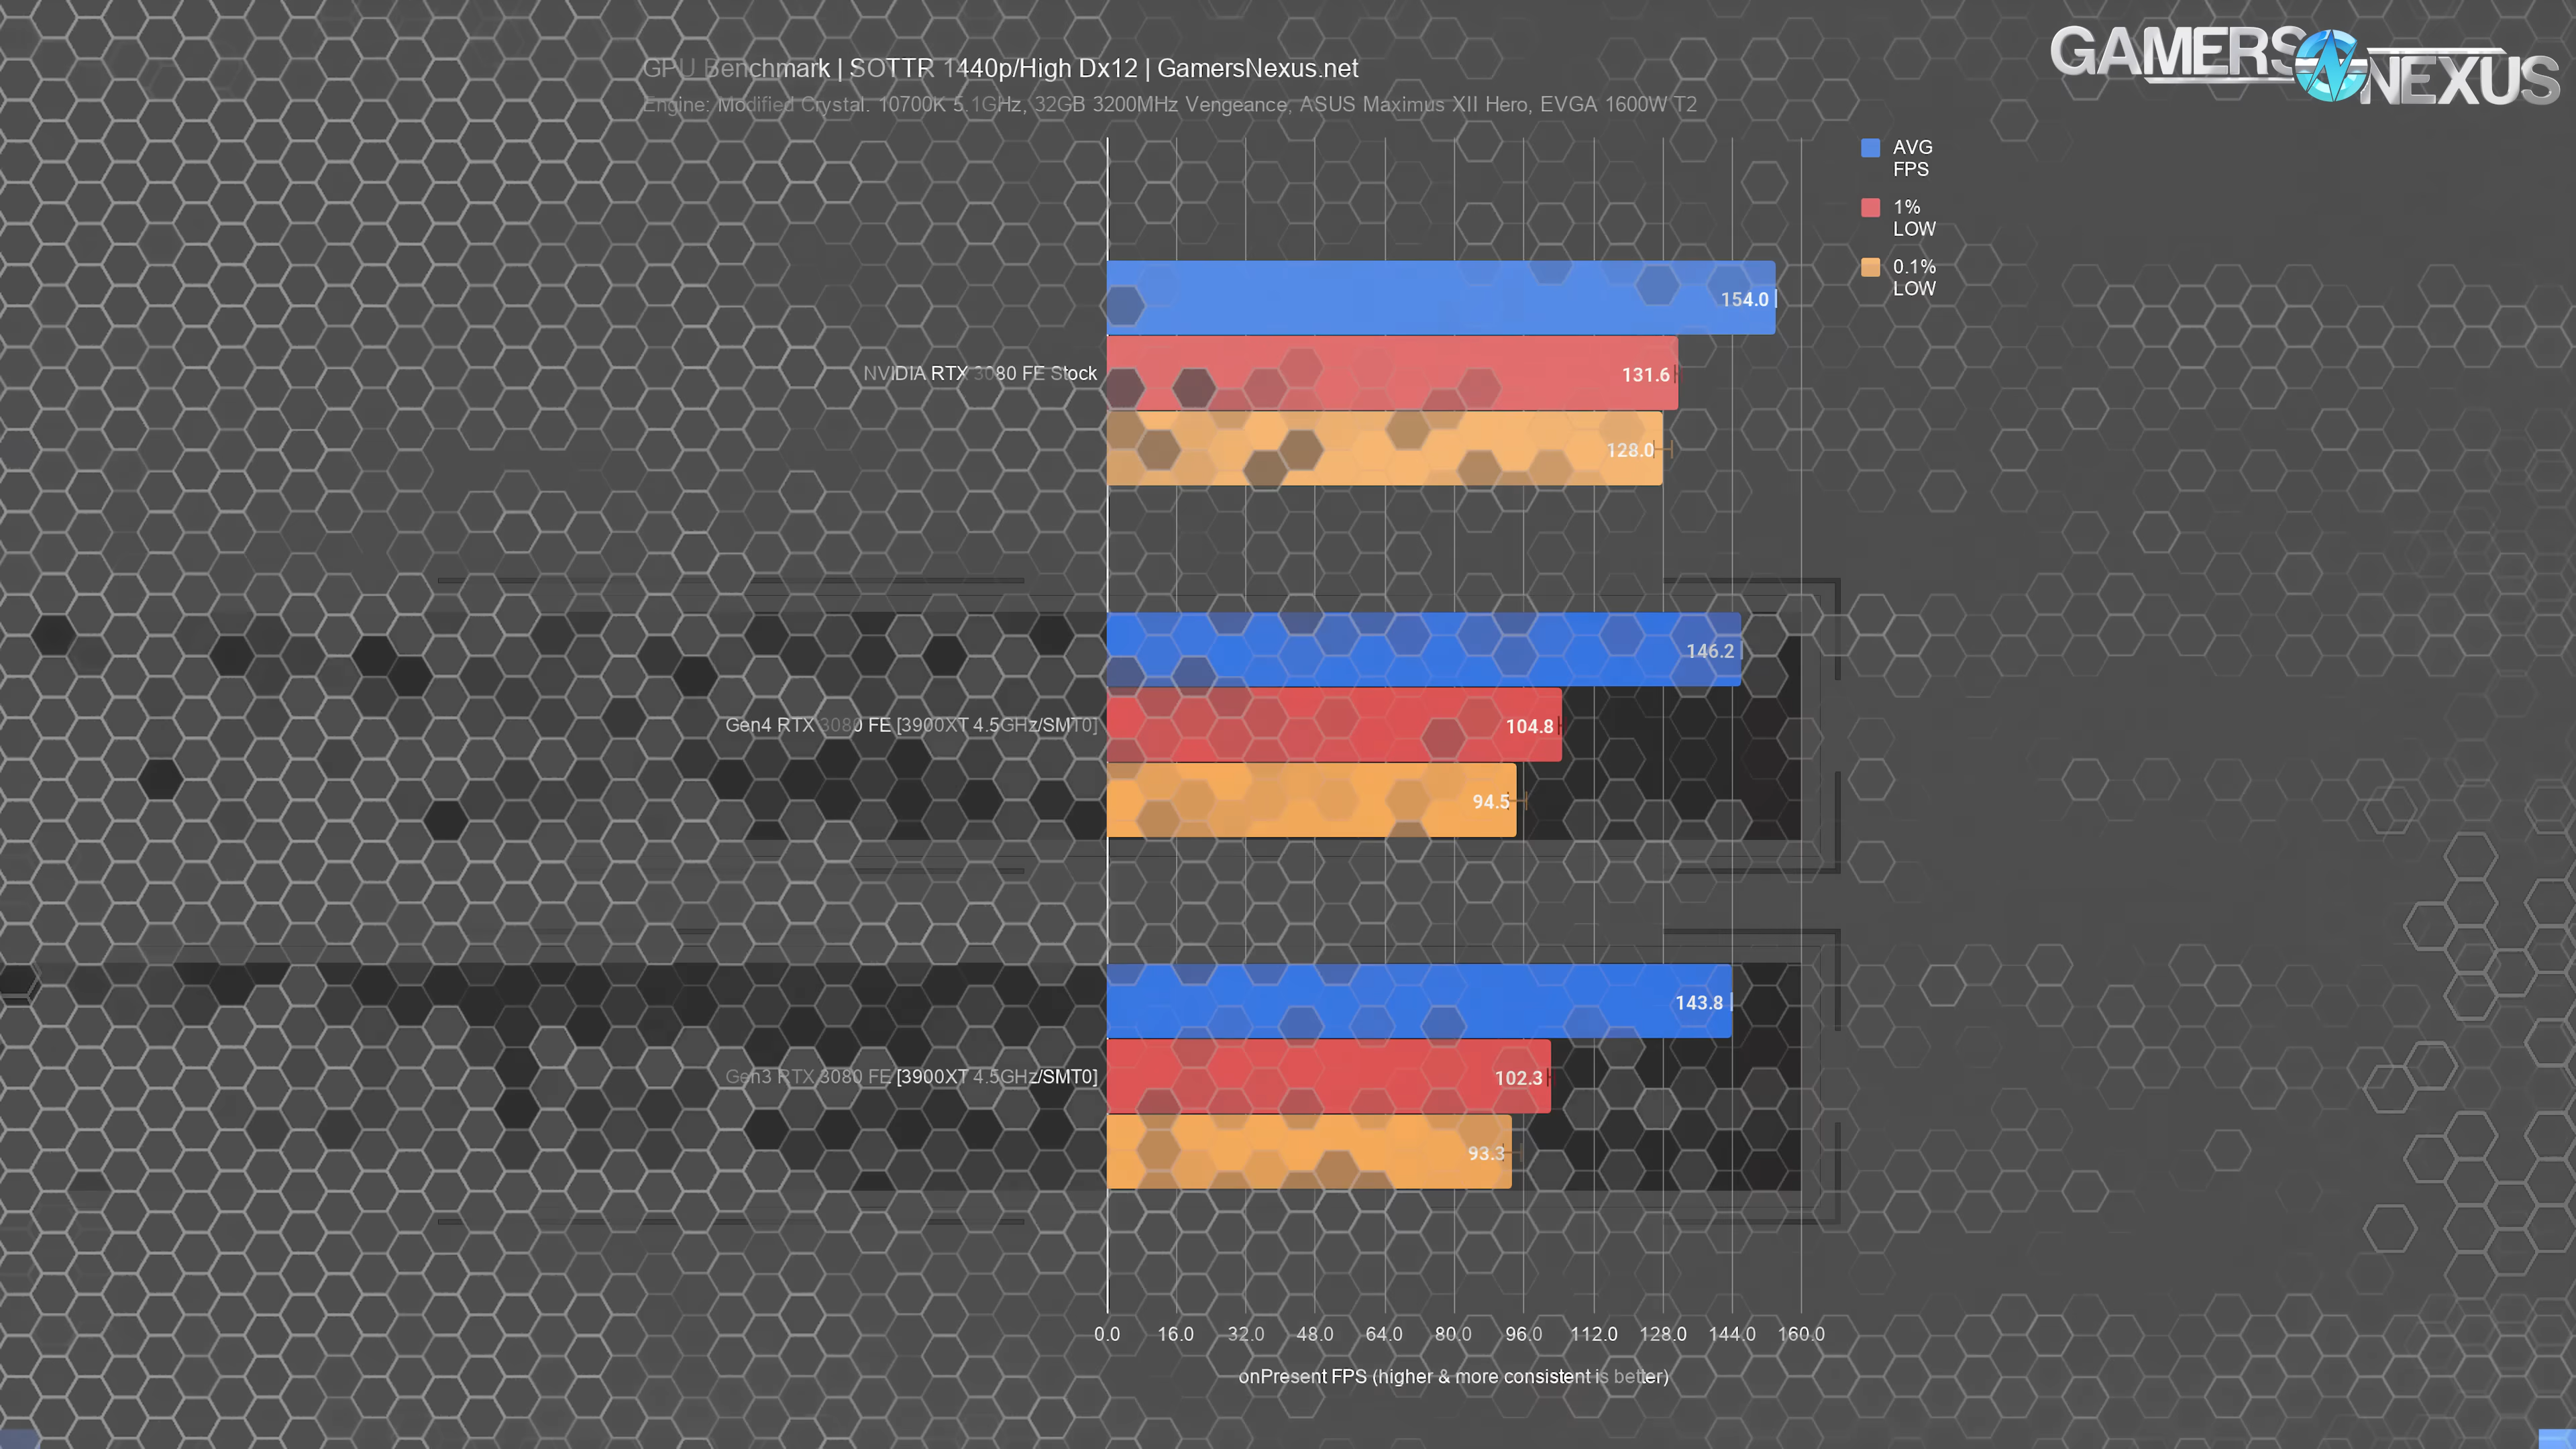 GAMERS NEXUS
GPU Benchmark | SOTTR 1440p/High Dx12 | GamersNexus.net
Engine: Modified Crystal. 10700K 5.1GHz, 32GB 3200MHz Vengeance, ASUS Maximus XII Hero, EVGA 1600W T2
AVG
FPS
1%
LOW
0.1%
LOW
154.0
NVIDIA RTX 3080 FE Stock
131.6
128.0
146.2
Gen4 RTX 3080 FE [3900XT 4.5GHz/SMT0]
104.8
94.5
143.8
Gen3 RTX 3080 FE [3900XT 4.5GHz/SMT0]
102.3
93.3
0.0 16.0 32.0 48.0 64.0 80.0 96.0 112.0 128.0 144.0 160.0
onPresent FPS (higher & more consistent is better)